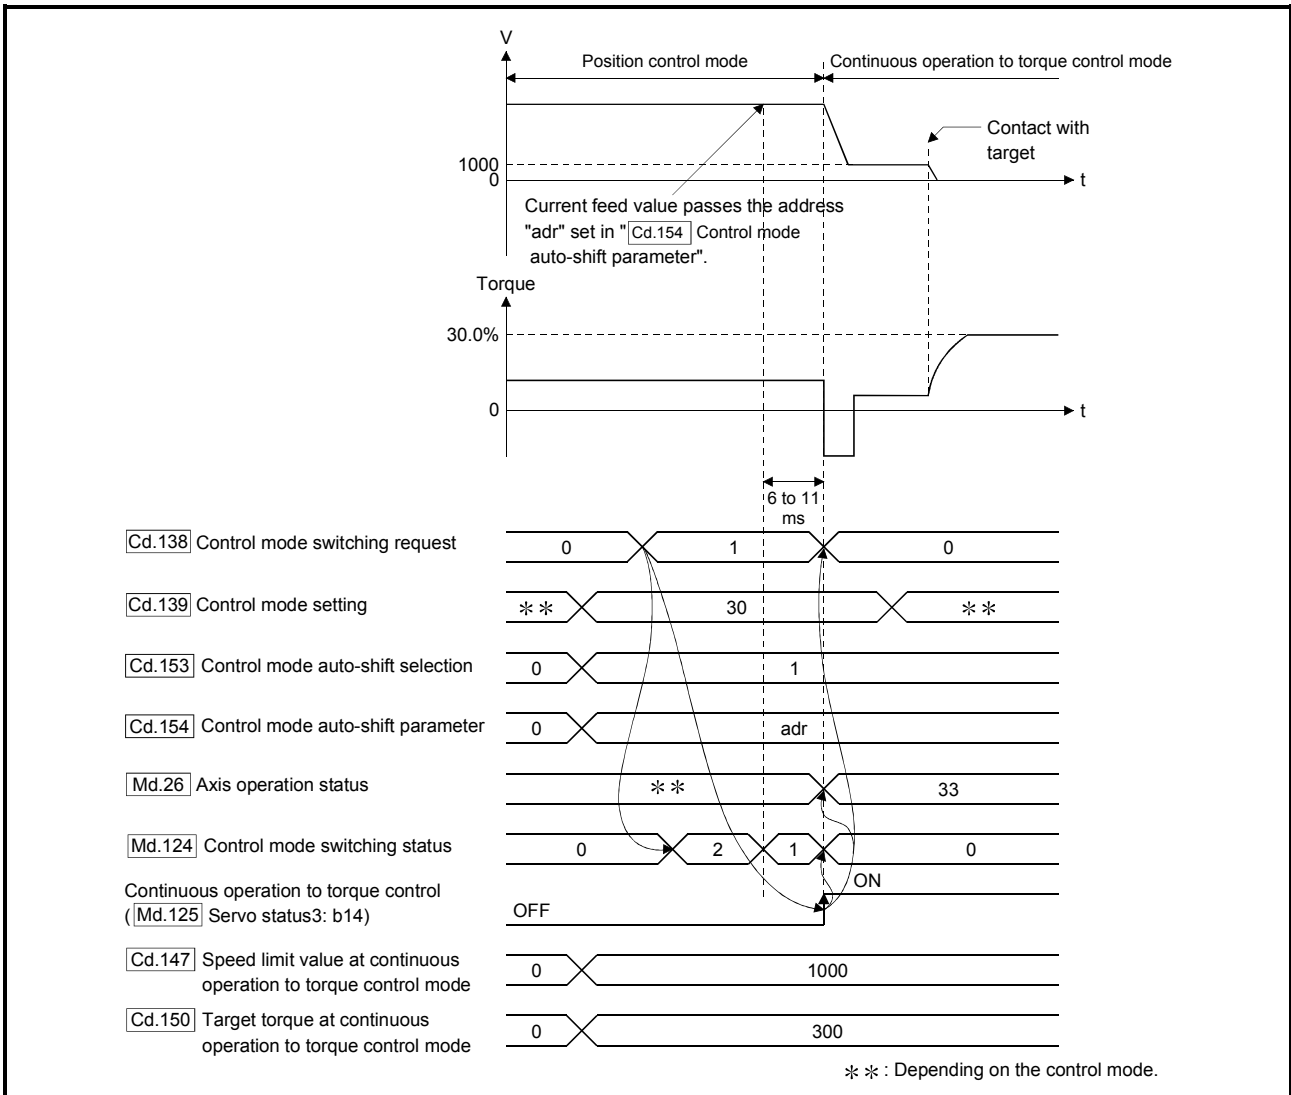 V
Position control mode
Continuous operation to torque control mode
Contact with
target
1000
0
t
Current feed value passes the address
"adr" set in " Cd.154 Control mode
auto-shift parameter".
Torque
30.0%
0
t
6 to 11
ms
Cd.138 Control mode switching request
0
1
0
Cd.139 Control mode setting
**
30
**
Cd.153 Control mode auto-shift selection
0
1
Cd.154 Control mode auto-shift parameter
0
adr
Md.26 Axis operation status
**
33
Md.124 Control mode switching status
0
2
1
0
Continuous operation to torque control
( Md.125 Servo status3: b14)
OFF
ON
Cd.147 Speed limit value at continuous
operation to torque control mode
0
1000
Cd.150 Target torque at continuous
operation to torque control mode
0
300
** : Depending on the control mode.